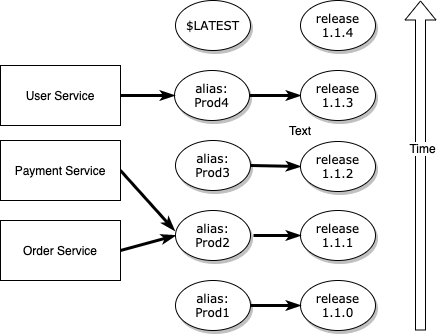 $LATEST
release
1.1.4
User Service
alias:
Prod4
release
1.1.3
Text
Time
Payment Service
alias:
Prod3
release
1.1.2
Order Service
alias:
Prod2
release
1.1.1
alias:
Prod1
release
1.1.0